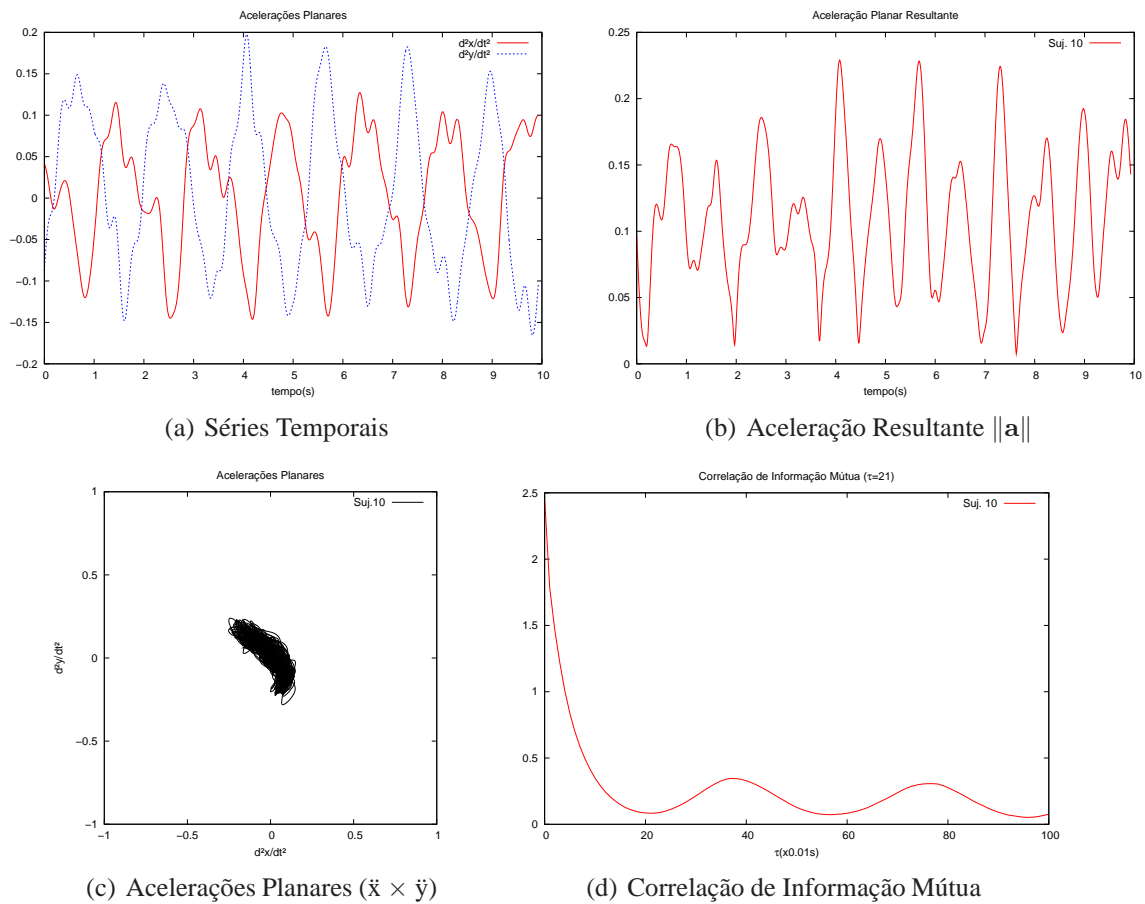 Acelerações Planares
d²x/dt²
d²y/dt²
0.2
0.15
0.1
0.05
0
−0.05
−0.1
−0.15
−0.2
0 1 2 3 4 5 6 7 8 9 10
tempo(s)
(a) Séries Temporais
Aceleração Planar Resultante
Suj. 10
0.25
0.2
0.15
0.1
0.05
0
0 1 2 3 4 5 6 7 8 9 10
tempo(s)
(b) Aceleração Resultante ‖a‖
Acelerações Planares
Suj.10
1
0.5
0
−0.5
−1
d²y/dt²
−1 −0.5 0 0.5 1
d²x/dt²
(c) Acelerações Planares (ẍ × ÿ)
Correlação de Informação Mútua (τ=21)
Suj. 10
2.5
2
1.5
1
0.5
0
0 20 40 60 80 100
τ(x0.01s)
(d) Correlação de Informação Mútua